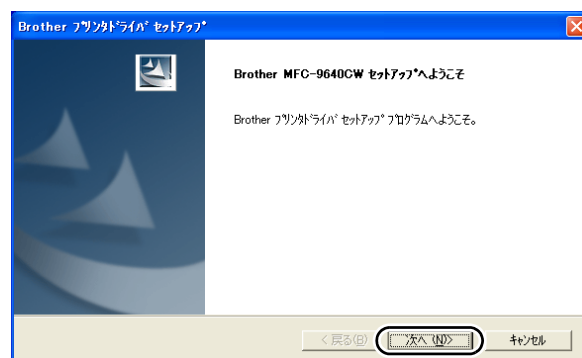 Brother ﾌﾟﾘﾝﾀﾄﾞﾗｲﾊﾞ ｾｯﾄｱｯﾌﾟ
Brother MFC-9640CW ｾｯﾄｱｯﾌﾟへようこそ
Brother ﾌﾟﾘﾝﾀﾄﾞﾗｲﾊﾞ ｾｯﾄｱｯﾌﾟ ﾌﾟﾛｸﾞﾗﾑへようこそ。
< 戻る(B) 次へ (N)> ｷｬﾝｾﾙ